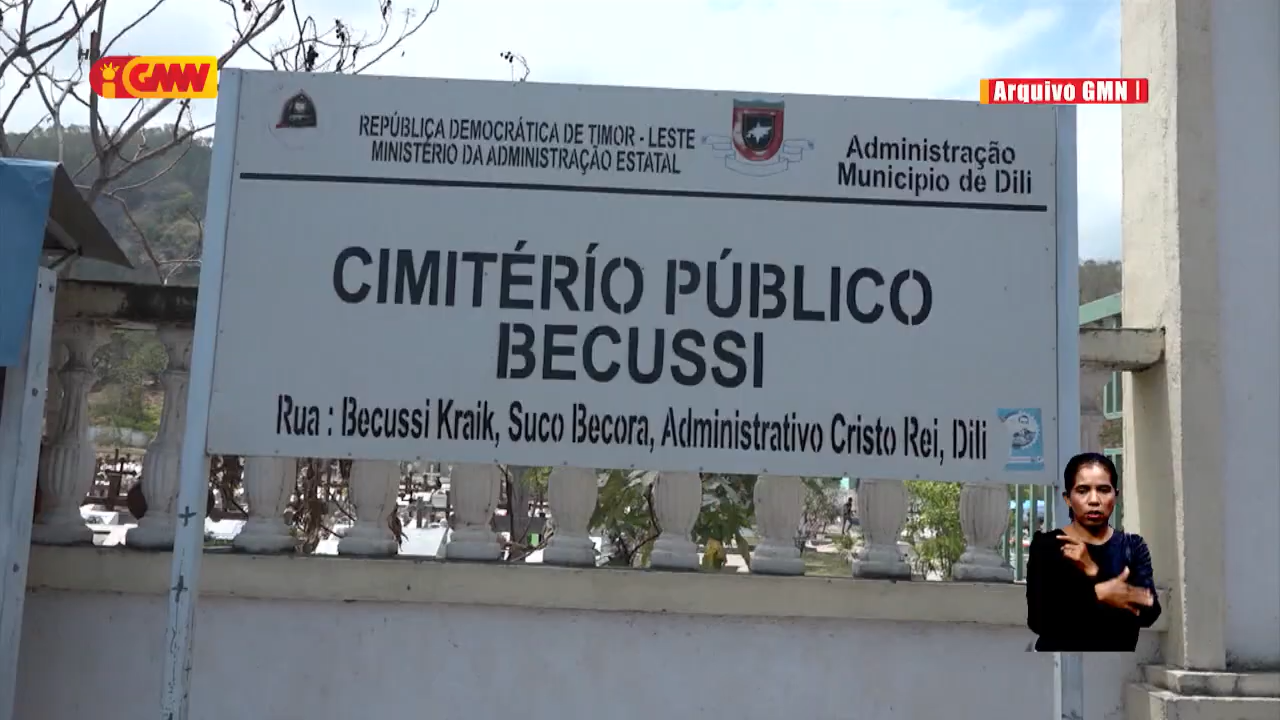 GMN
Arquivo GMN
REPÚBLICA DEMOCRÁTICA DE TIMOR - LESTE
MINISTÉRIO DA ADMINISTRAÇÃO ESTATAL
Administração
Municipio de Dili
CIMITÉRÍO PÚBLICO
BECUSSI
Rua : Becussi Kraik, Suco Becora, Administrativo Cristo Rei, Dili